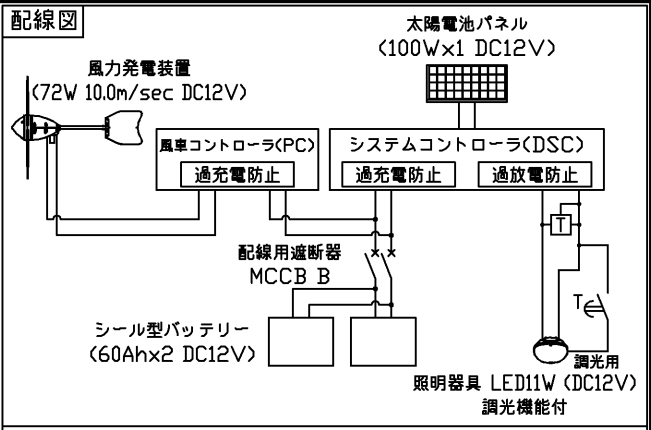 配線図
太陽電池パネル
(100Wx1 DC12V)
風力発電装置
(72W 10.0m/sec DC12V)
風車コントローラ(PC)
過充電防止
システムコントローラ(DSC)
過充電防止
過放電防止
T
配線用遮断器
MCCB B
T
シール型バッテリー
(60Ahx2 DC12V)
調光用
照明器具 LED11W (DC12V)
調光機能付